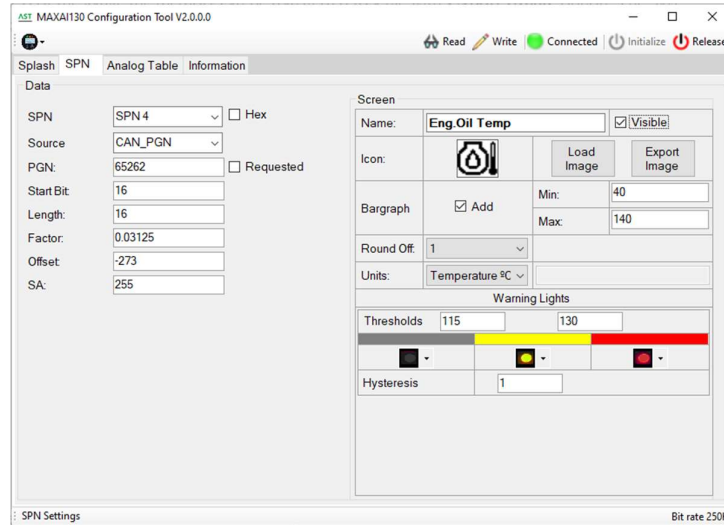 AST MAXAI130 Configuration Tool V2.0.0.0
Read Write Connected Initialize Release
Splash SPN Analog Table Information
Data
SPN SPN 4 Hex
Source CAN_PGN
PGN: 65262 Requested
Start Bit: 16
Length: 16
Factor: 0.03125
Offset: -273
SA: 255
Screen
Name: Eng.Oil Temp Visible
Icon: Load Image Export Image
Bargraph Add Min: 40
Max: 140
Round Off: 1
Units: Temperature ºC
Warning Lights
Thresholds 115 130
Hysteresis 1
SPN Settings Bit rate